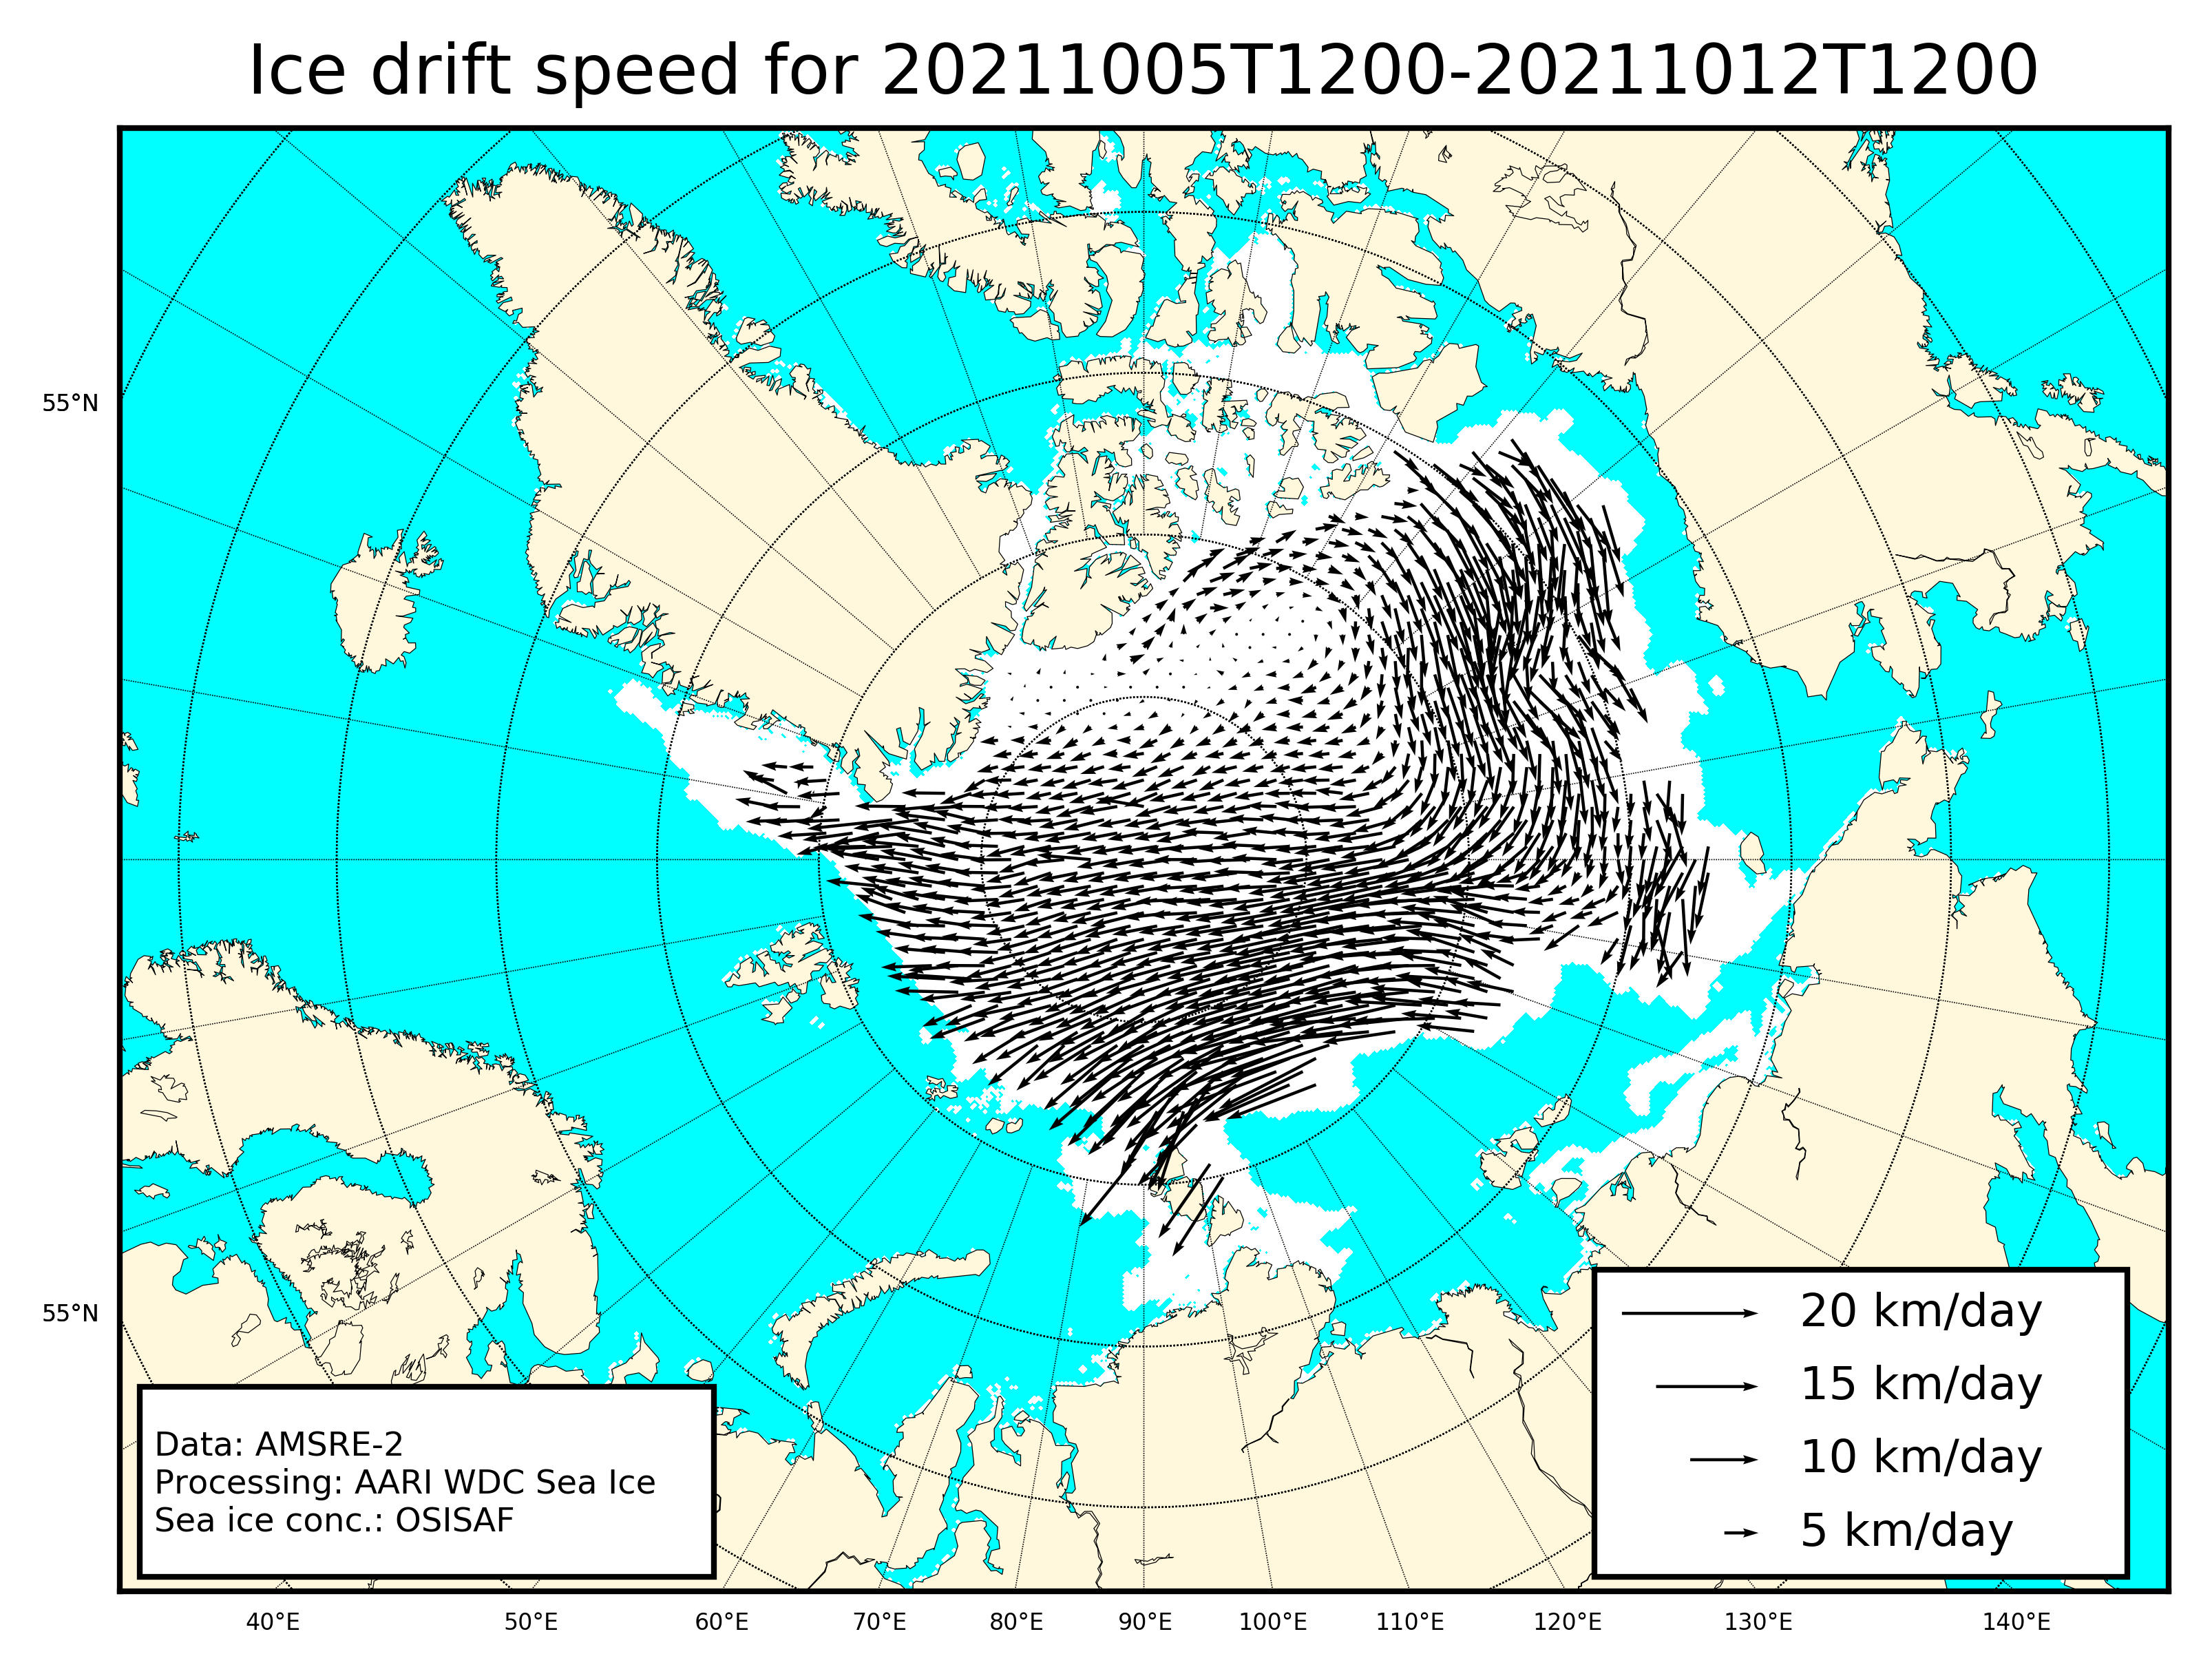 Ice drift speed for 20211005T1200-20211012T1200
55°N
55°N
20 km/day
15 km/day
10 km/day
5 km/day
Data: AMSRE-2
Processing: AARI WDC Sea Ice
Sea ice conc.: OSISAF
40°E 50°E 60°E 70°E 80°E 90°E 100°E 110°E 120°E 130°E 140°E